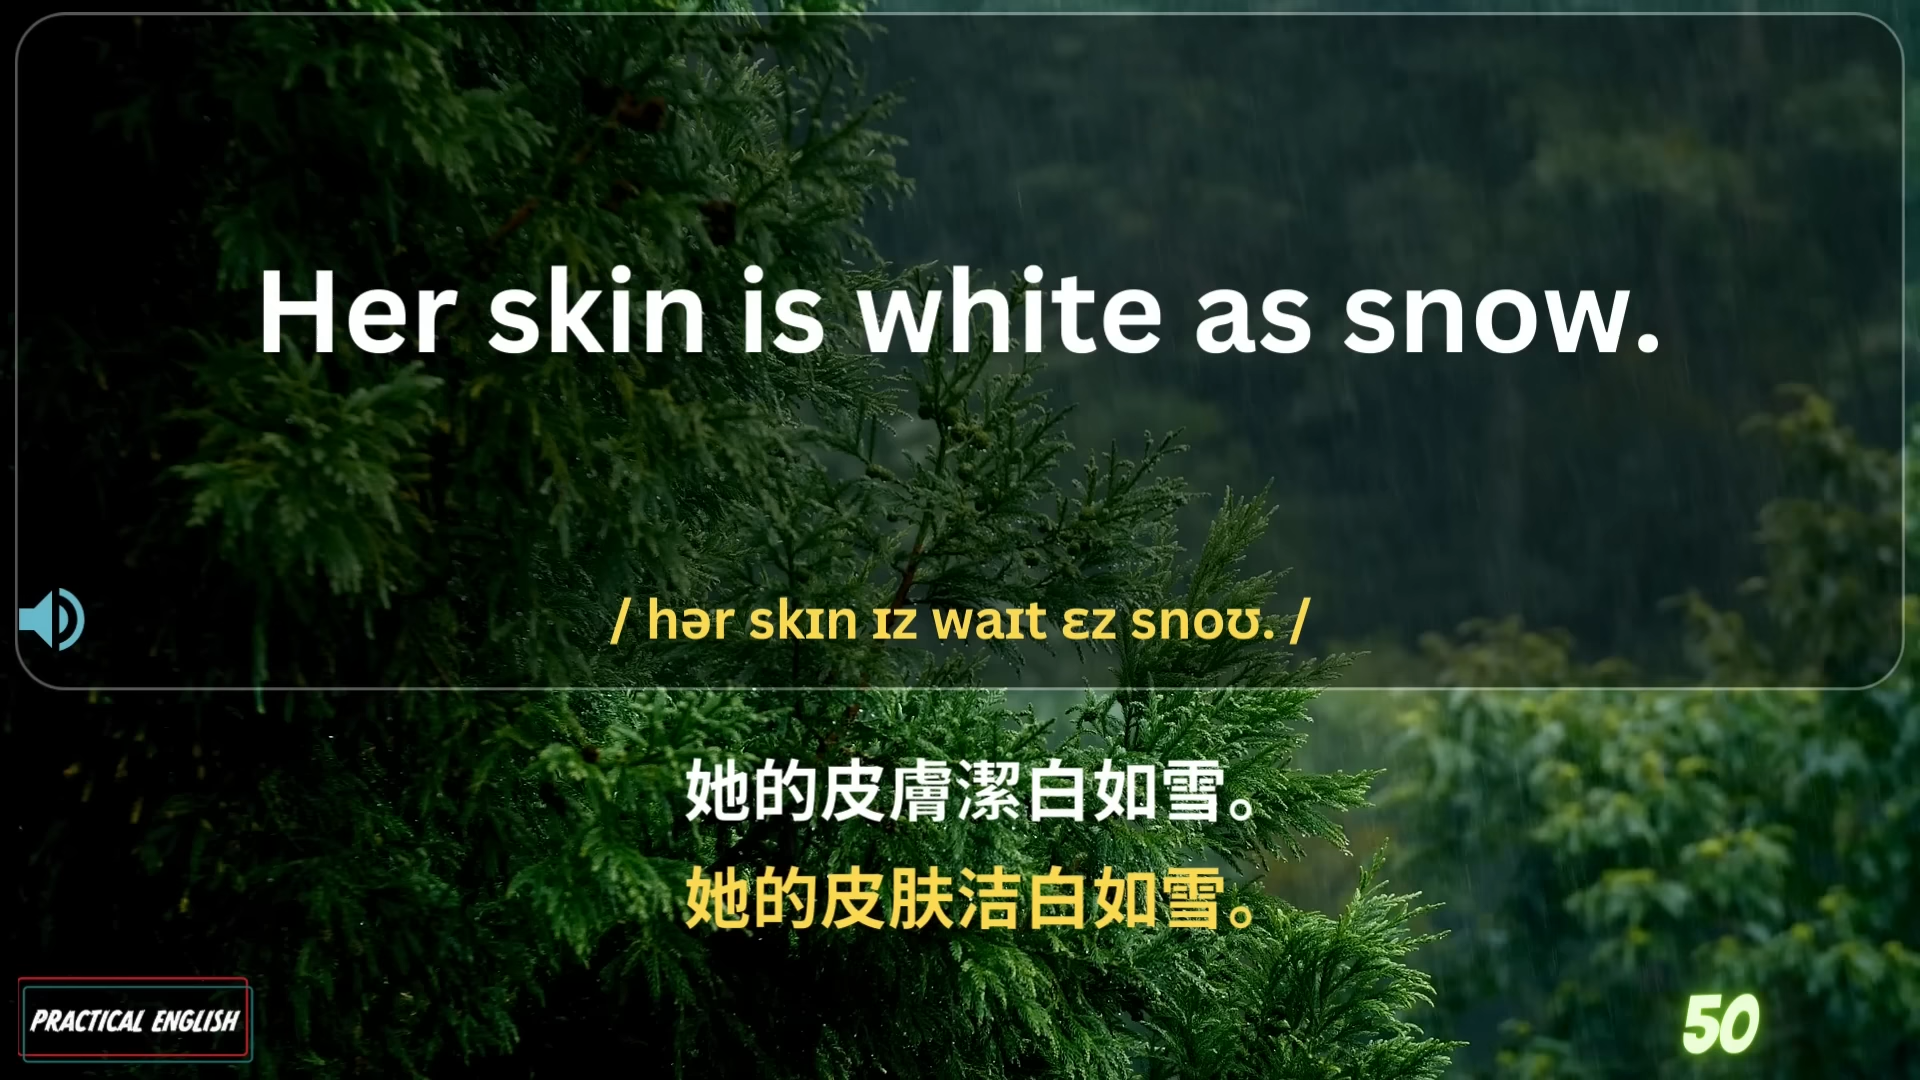 Her skin is white as snow.
/ hər skɪn ɪz waɪt ɛz snoʊ. /
她的皮膚潔白如雪。
她的皮肤洁白如雪。
PRACTICAL ENGLISH
50